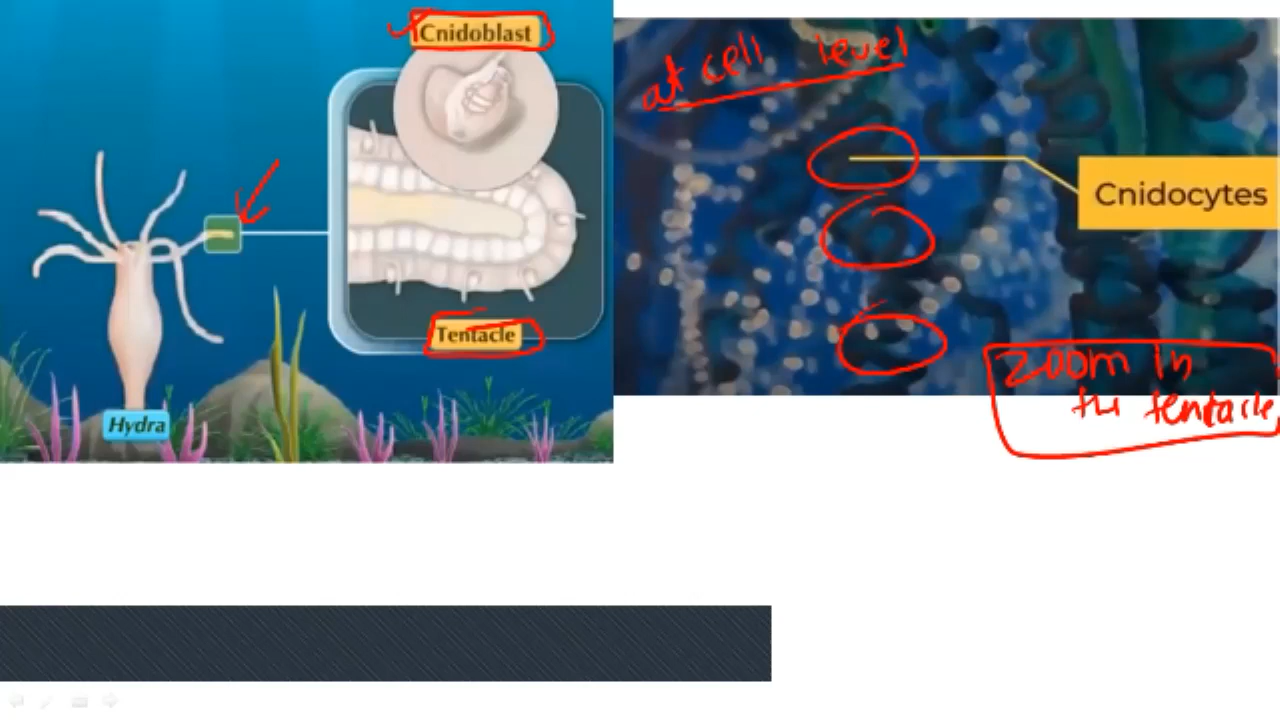 Cnidoblast
Tentacle
Hydra
at cell level
Cnidocytes
zoom in
the tentacle